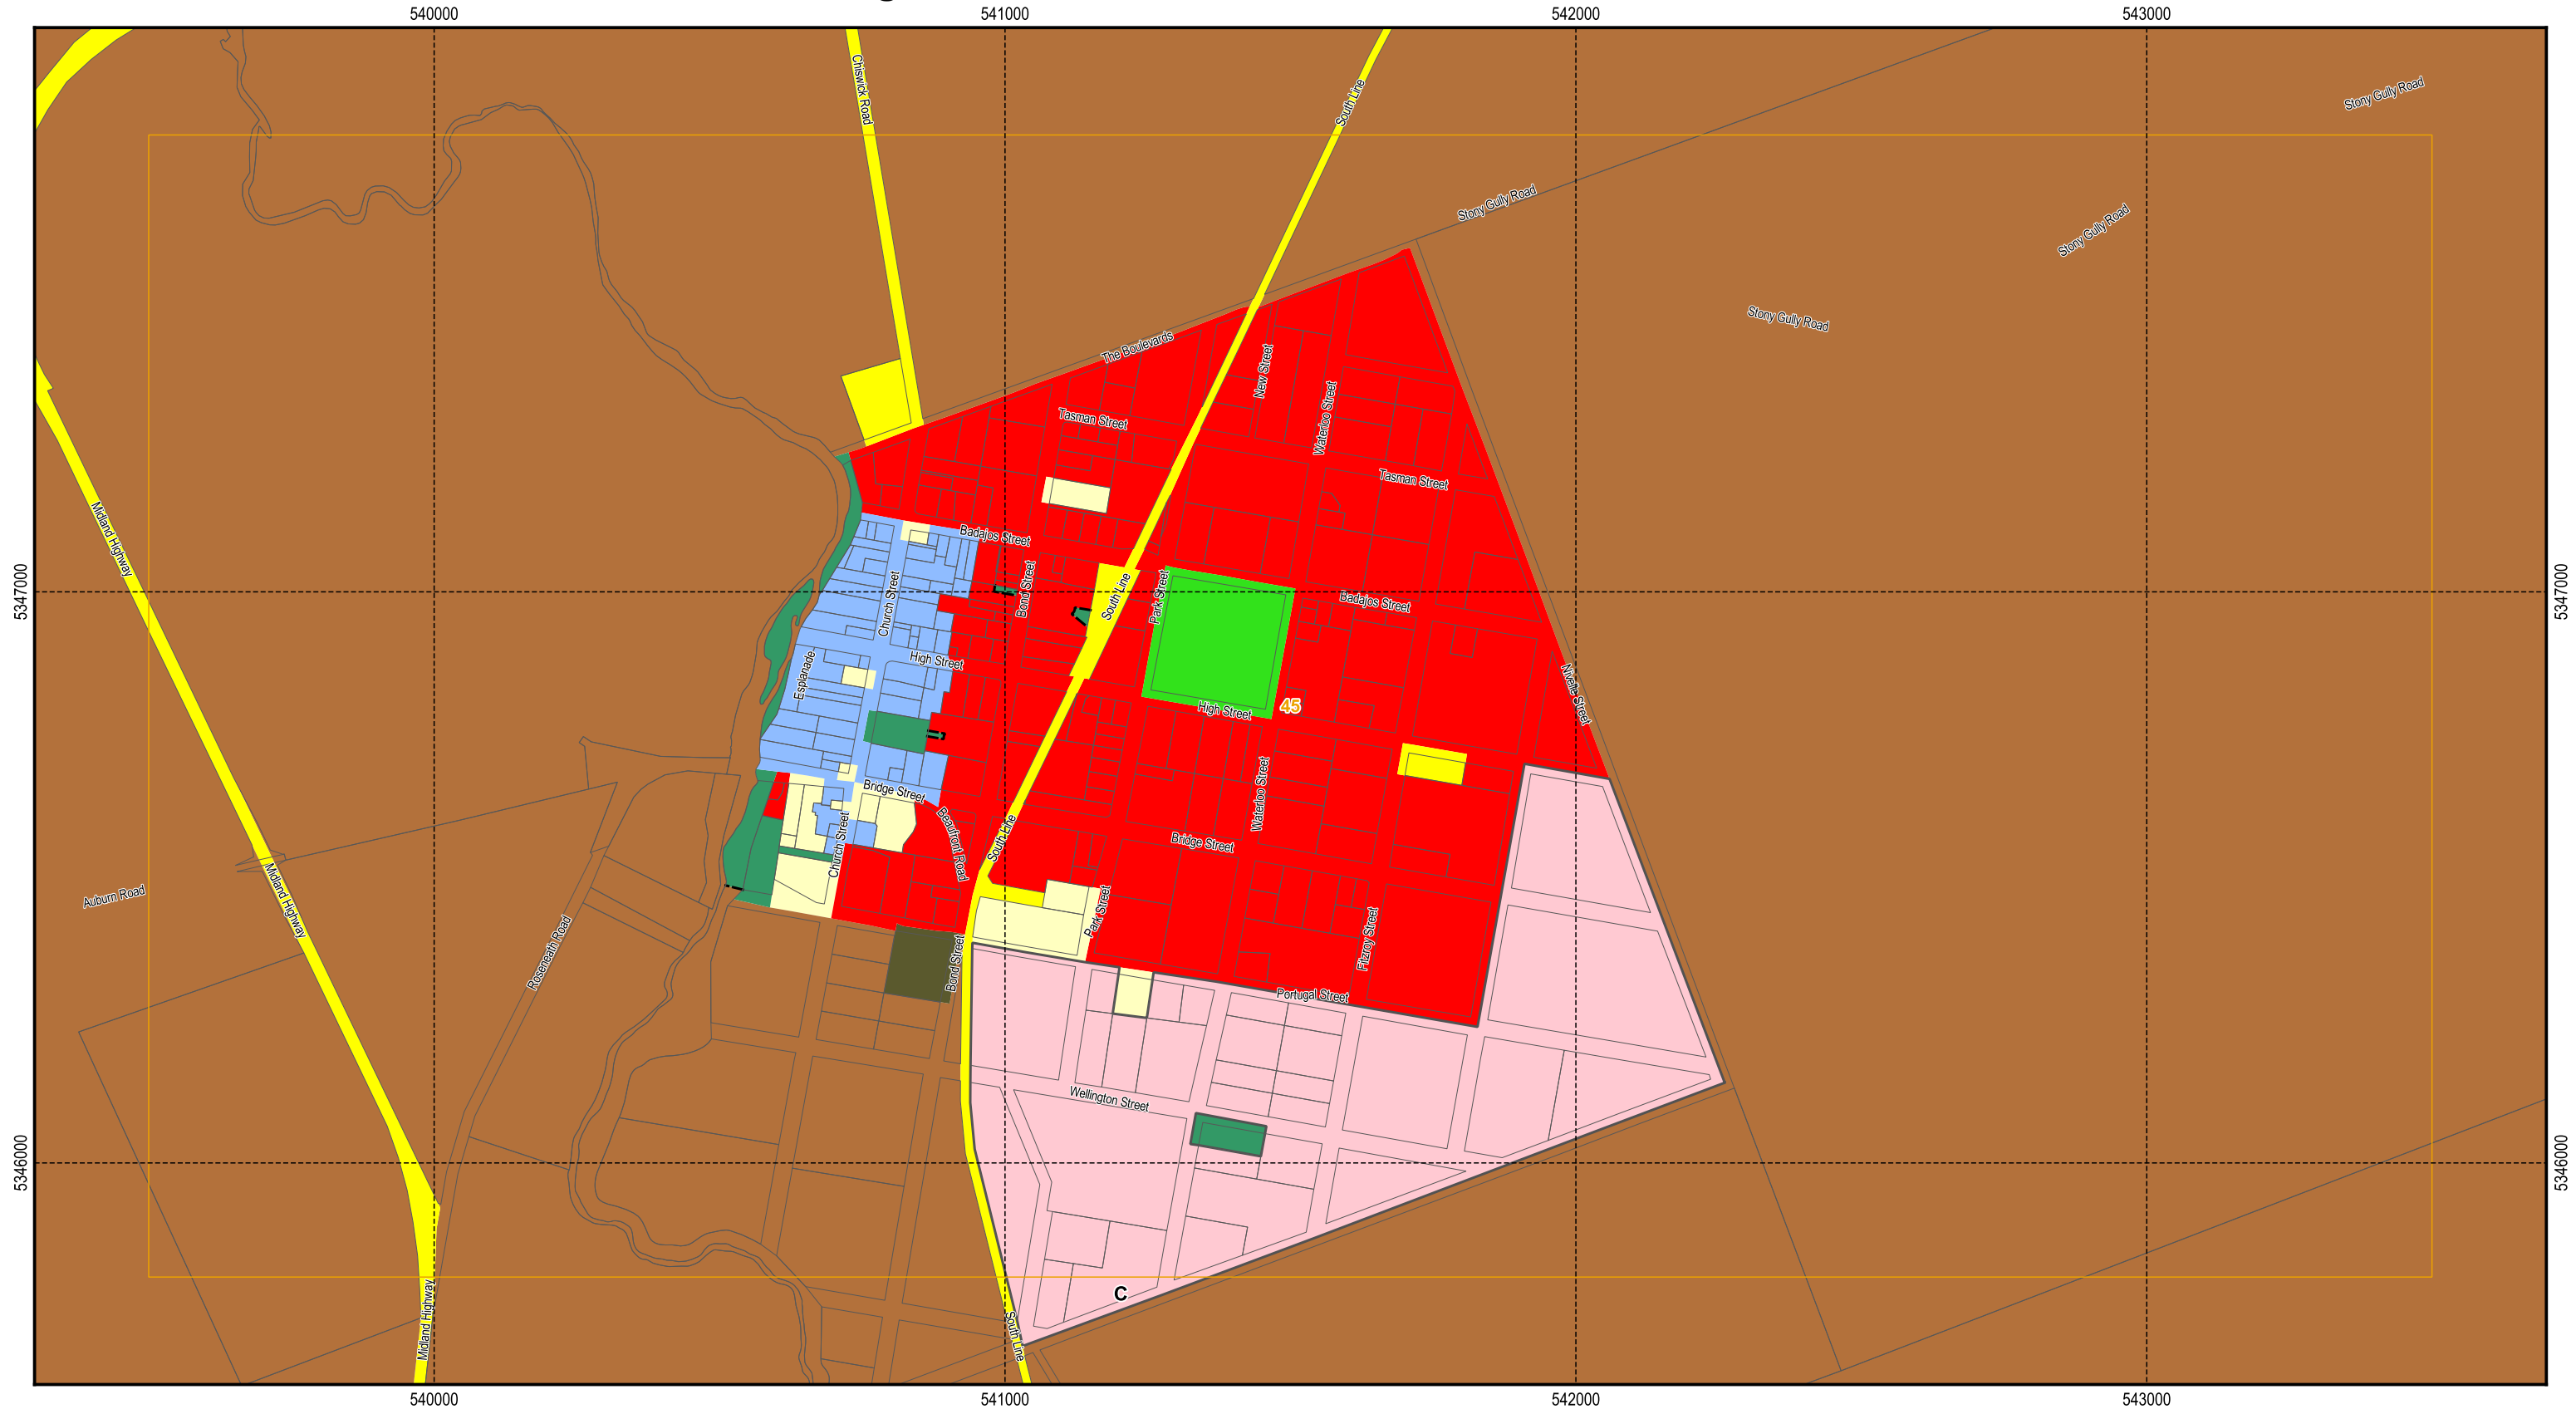 540000
541000
542000
543000
Chiswick Road
South Line
Stony Gully Road
Stony Gully Road
Stony Gully Road
Stony Gully Road
The Boulevards
New Street
Waterloo Street
Tasman Street
Tasman Street
Midland Highway
Badajos Street
5347000
Church Street
Bond Street
South Line
Park Street
Badajos Street
5347000
Esplanade
High Street
Nivelle Street
High Street
45
Bridge Street
Waterloo Street
Church Street
Beaufront Road
South Line
Bridge Street
Auburn Road
Midland Highway
Roseneath Road
Bond Street
Park Street
Fitzroy Street
Portugal Street
Wellington Street
5346000
5346000
C
Midland Highway
South Line
540000
541000
542000
543000